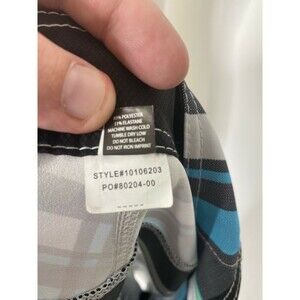 POLYESTER
ELASTANE
MACHINE WASH COLD
TUMBLE DRY LOW
DO NOT BLEACH
DO NOT IRON IMPRINT
STYLE#10106203
PO#80204-00